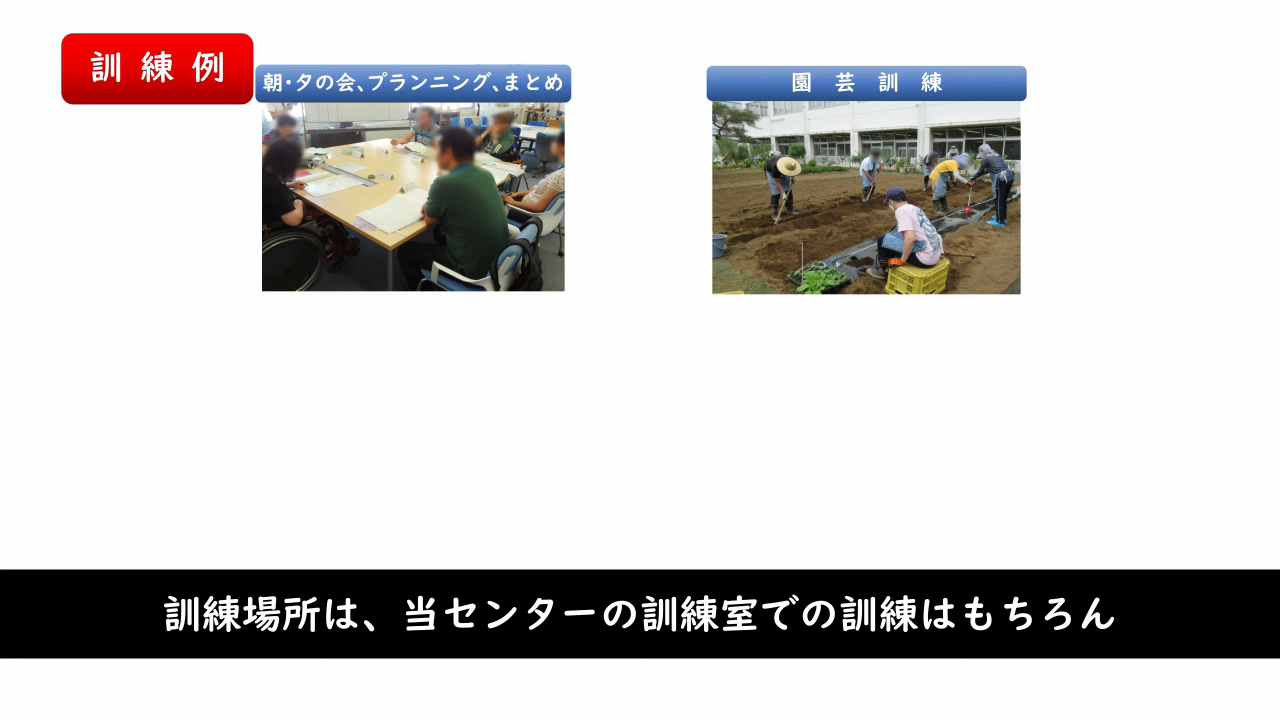 訓練例
朝・夕の会、プランニング、まとめ
園芸訓練
訓練場所は、当センターの訓練室での訓練はもちろん